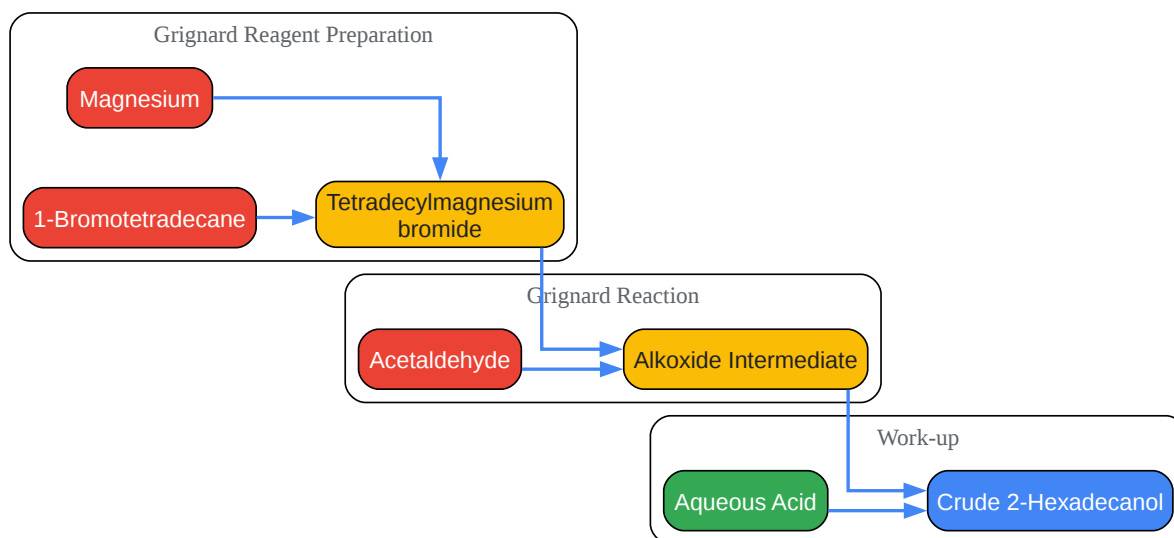 Grignard Reagent Preparation
Magnesium
1-Bromotetradecane
Tetradecylmagnesium
bromide
Grignard Reaction
Acetaldehyde
Alkoxide Intermediate
Work-up
Aqueous Acid
Crude 2-Hexadecanol